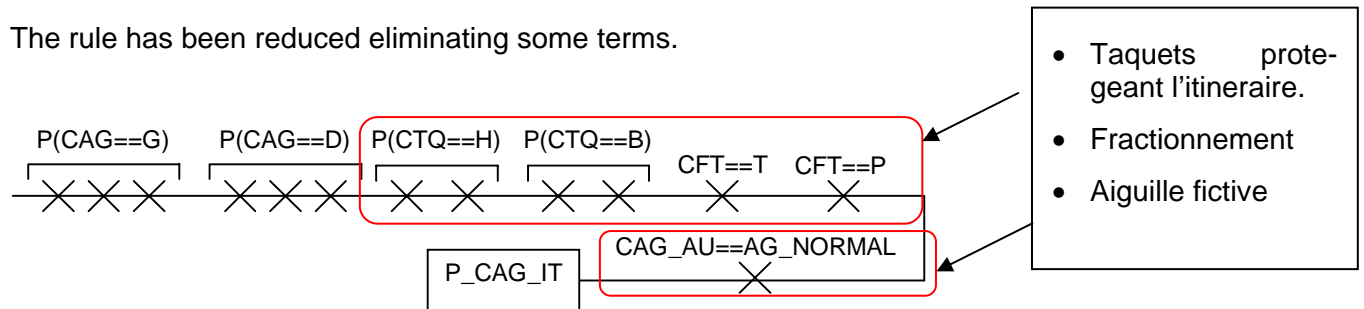 The rule has been reduced eliminating some terms.
P(CAG==G) P(CAG==D) P(CTQ==H) P(CTQ==B) CFT==T CFT==P
CAG_AU==AG_NORMAL
P_CAG_IT
• Taquets prote-
geant l'itineraire.
• Fractionnement
• Aiguille fictive